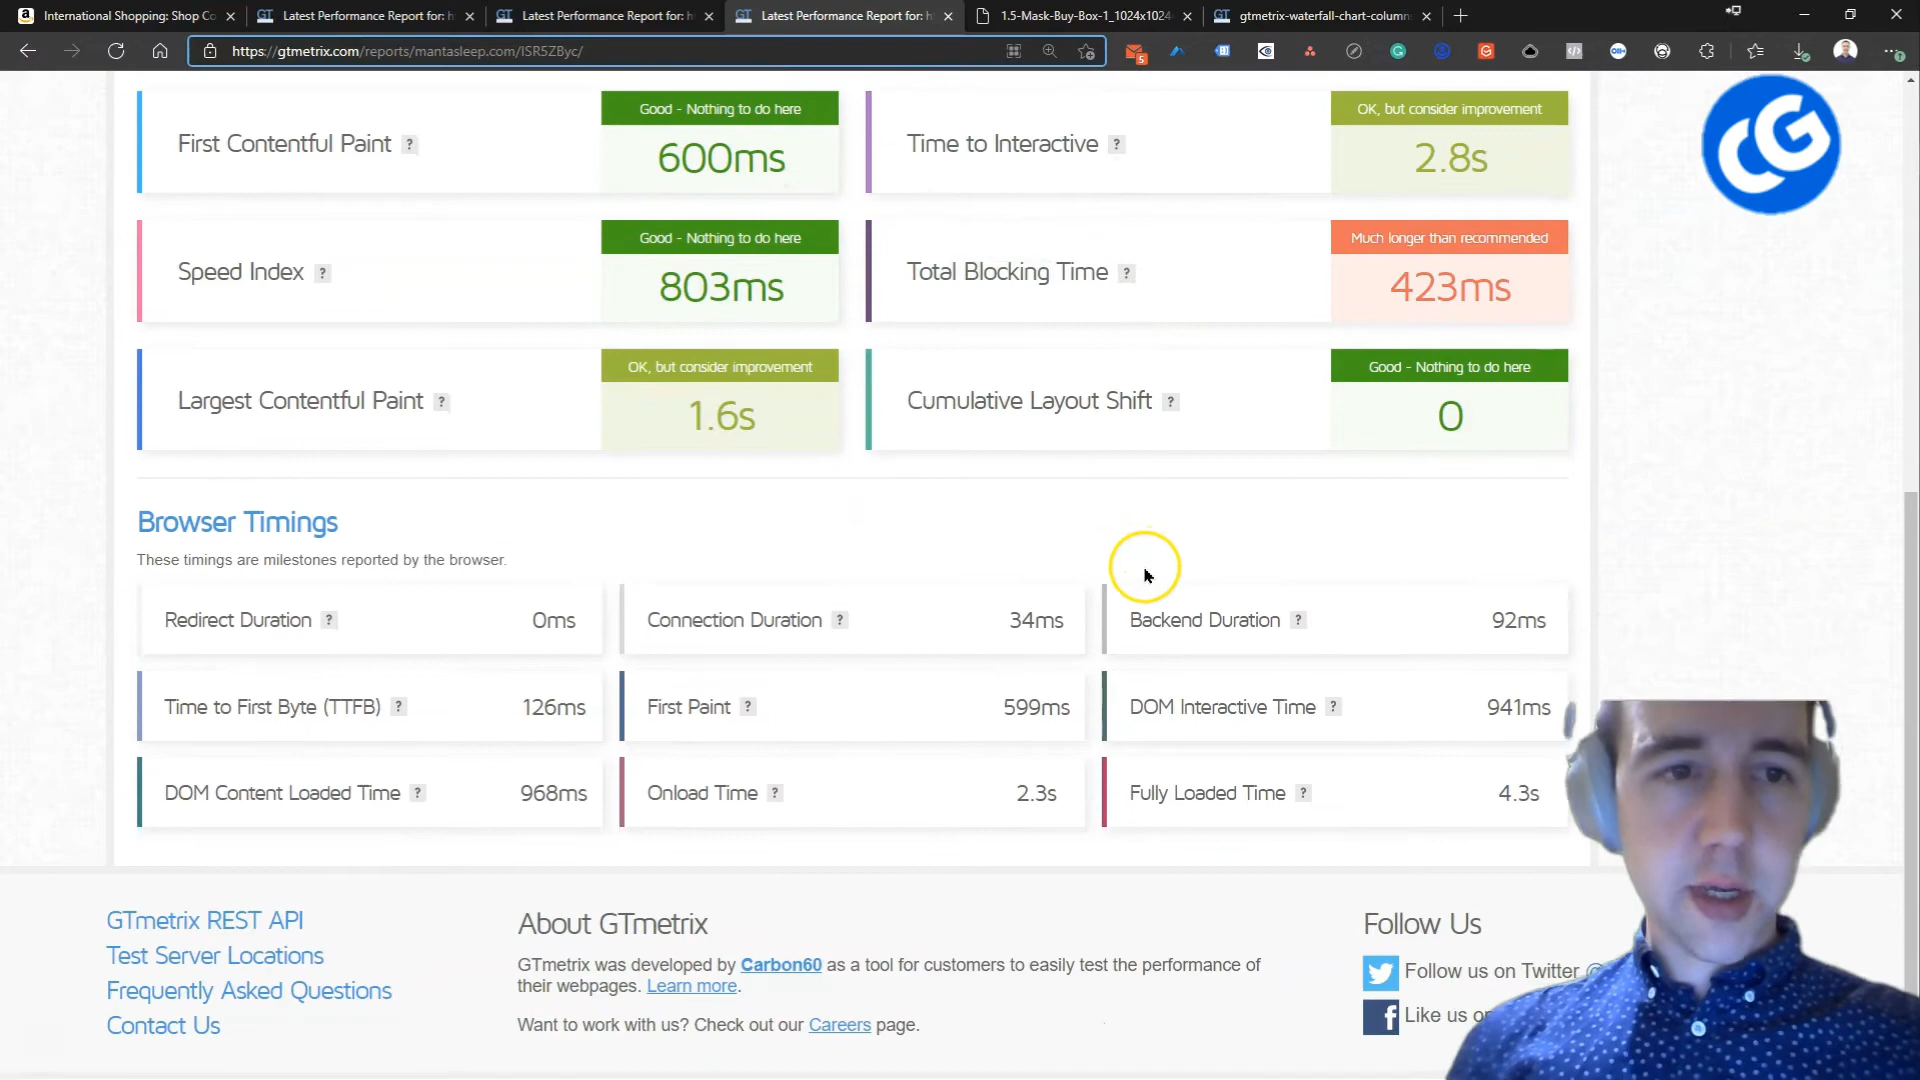 International Shopping: Shop Co
Latest Performance Report for: h
Latest Performance Report for: h
Latest Performance Report for: h
1.5-Mask-Buy-Box-1_1024x1024
gtmetrix-waterfall-chart-column
https://gtmetrix.com/reports/mantasleep.com/ISR5ZByc/
5
CG
First Contentful Paint ?
Good - Nothing to do here
600ms
Time to Interactive ?
OK, but consider improvement
2.8s
Speed Index ?
Good - Nothing to do here
803ms
Total Blocking Time ?
Much longer than recommended
423ms
Largest Contentful Paint ?
OK, but consider improvement
1.6s
Cumulative Layout Shift ?
Good - Nothing to do here
0
Browser Timings
These timings are milestones reported by the browser.
Redirect Duration ? 0ms
Connection Duration ? 34ms
Backend Duration ? 92ms
Time to First Byte (TTFB) ? 126ms
First Paint ? 599ms
DOM Interactive Time ? 941ms
DOM Content Loaded Time ? 968ms
Onload Time ? 2.3s
Fully Loaded Time ? 4.3s
GTmetrix REST API
Test Server Locations
Frequently Asked Questions
Contact Us
About GTmetrix
GTmetrix was developed by Carbon60 as a tool for customers to easily test the performance of
their webpages. Learn more.
Want to work with us? Check out our Careers page.
Follow Us
Follow us on Twitter @
Like us on